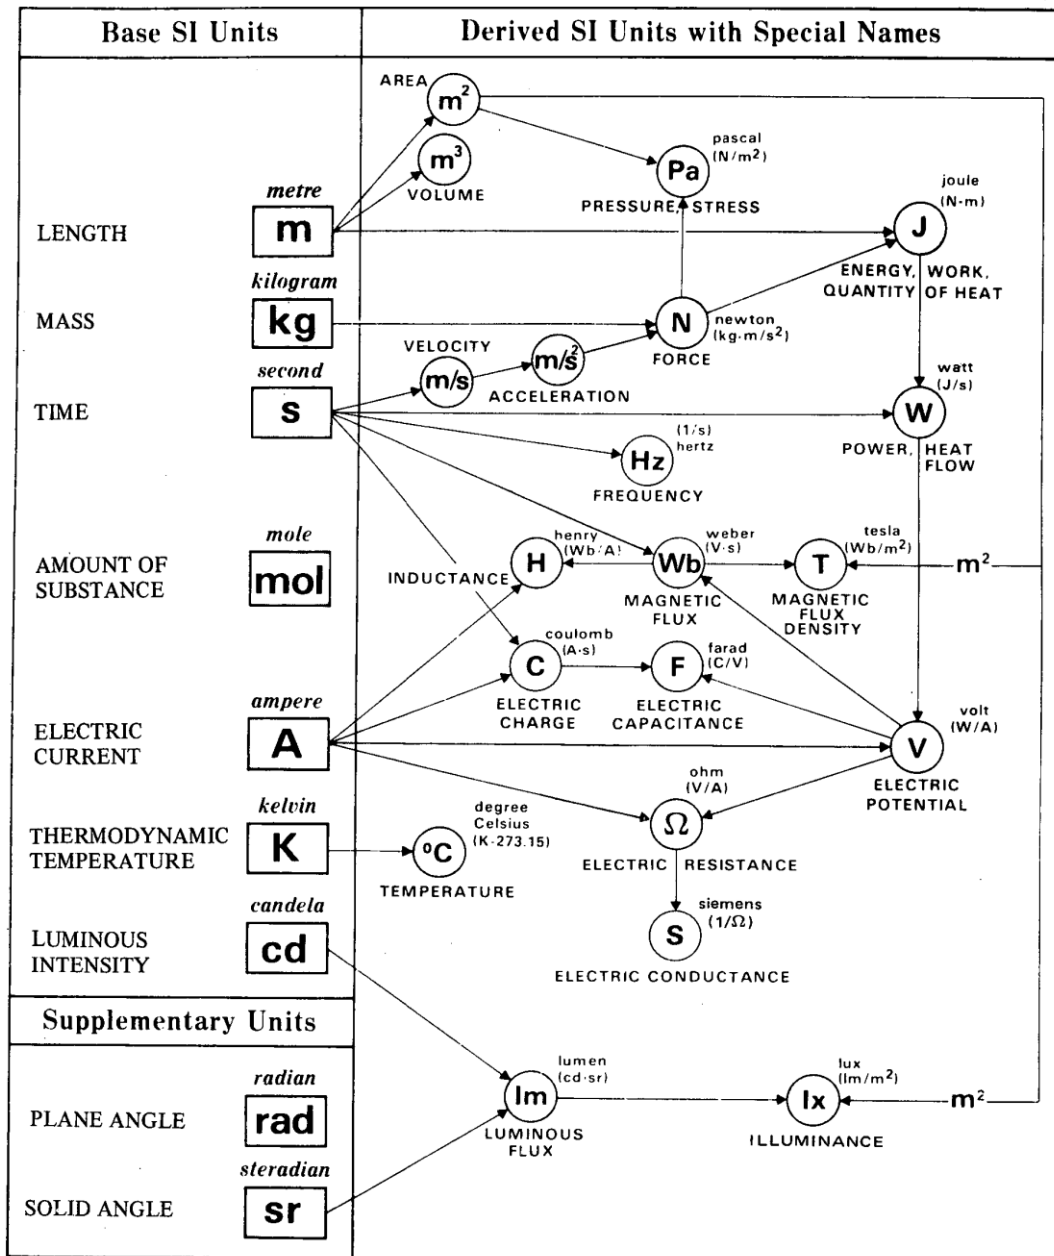 Base SI Units
Derived SI Units with Special Names
AREA
m²
m³
VOLUME
pascal
(N/m²)
Pa
PRESSURE, STRESS
joule
(N·m)
J
ENERGY, WORK,
QUANTITY OF HEAT
metre
LENGTH
m
kilogram
MASS
kg
N
newton
(kg·m/s²)
FORCE
VELOCITY
m/s
m/s²
ACCELERATION
second
TIME
s
watt
(J/s)
W
POWER, HEAT
FLOW
(1/s)
hertz
Hz
FREQUENCY
mole
AMOUNT OF
SUBSTANCE
mol
henry
(Wb/A)
H
INDUCTANCE
weber
(V·s)
Wb
MAGNETIC
FLUX
tesla
(Wb/m²)
T
MAGNETIC
FLUX
DENSITY
m²
coulomb
(A·s)
C
ELECTRIC
CHARGE
farad
(C/V)
F
ELECTRIC
CAPACITANCE
ampere
ELECTRIC
CURRENT
A
volt
(W/A)
V
ELECTRIC
POTENTIAL
ohm
(V/A)
Ω
ELECTRIC RESISTANCE
kelvin
THERMODYNAMIC
TEMPERATURE
K
degree
Celsius
(K-273.15)
°C
TEMPERATURE
siemens
(1/Ω)
S
ELECTRIC CONDUCTANCE
candela
LUMINOUS
INTENSITY
cd
Supplementary Units
radian
PLANE ANGLE
rad
steradian
SOLID ANGLE
sr
lumen
(cd·sr)
lm
LUMINOUS
FLUX
lux
(lm/m²)
lx
ILLUMINANCE
m²